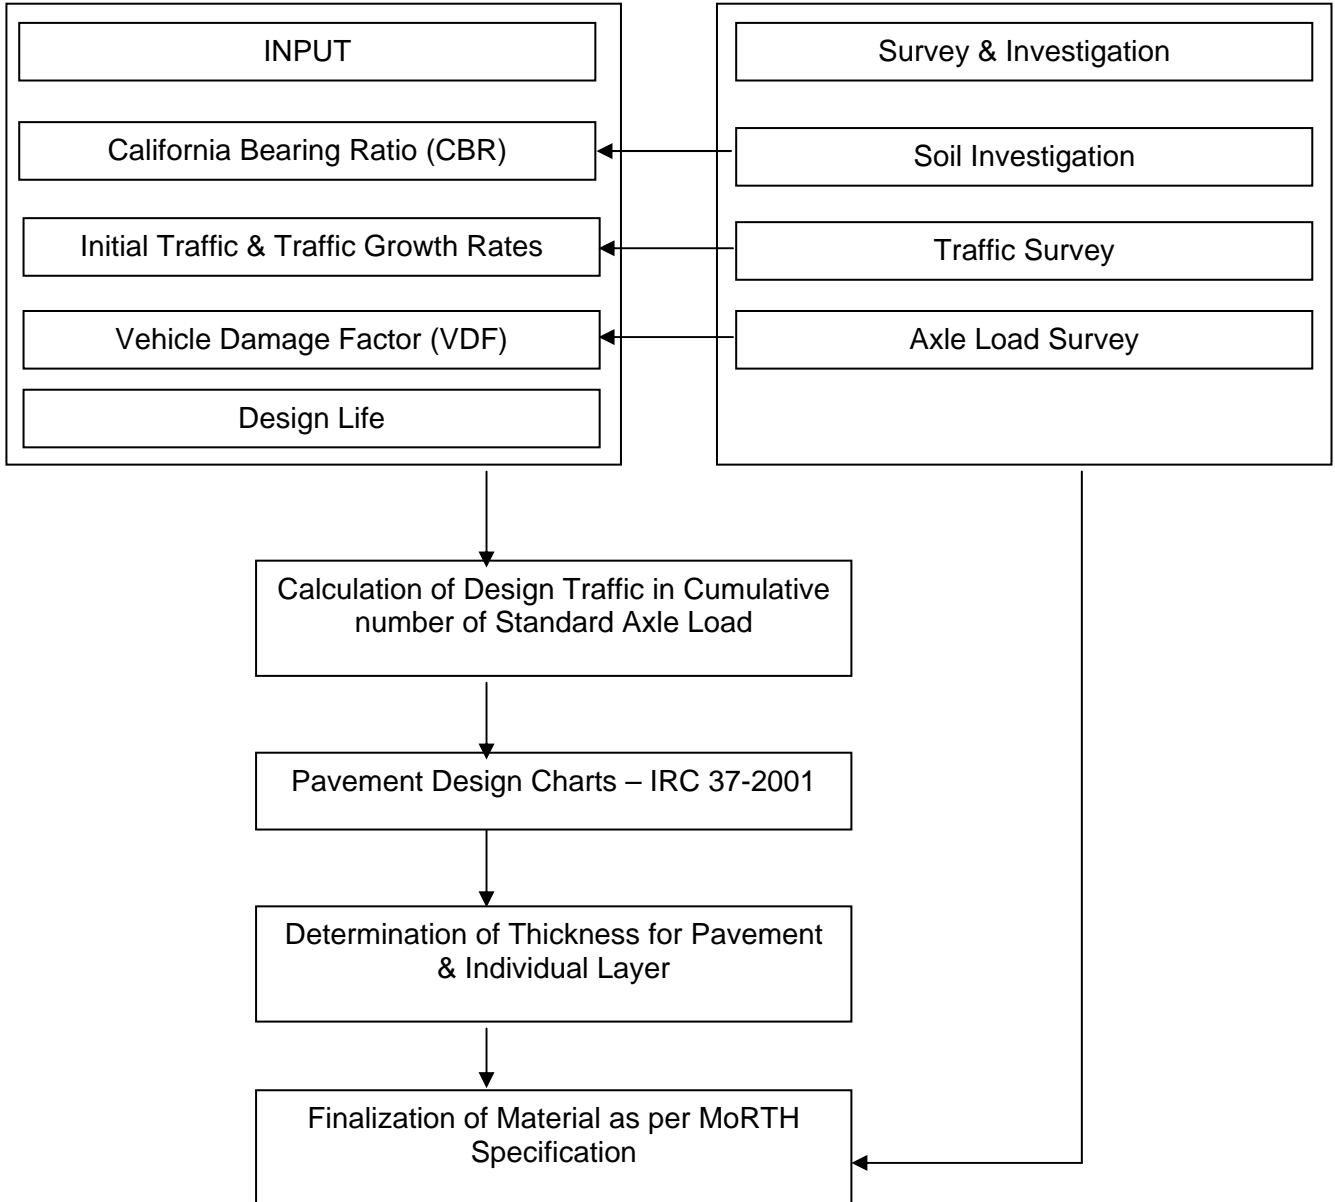 INPUT
Survey & Investigation
California Bearing Ratio (CBR)
Soil Investigation
Initial Traffic & Traffic Growth Rates
Traffic Survey
Vehicle Damage Factor (VDF)
Axle Load Survey
Design Life
Calculation of Design Traffic in Cumulative
number of Standard Axle Load
Pavement Design Charts – IRC 37-2001
Determination of Thickness for Pavement
& Individual Layer
Finalization of Material as per MoRTH
Specification